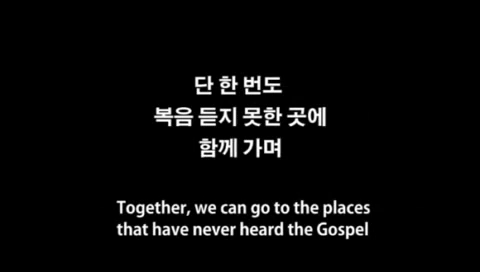 단 한 번도
복음 듣지 못한 곳에
함께 가며
Together, we can go to the places
that have never heard the Gospel